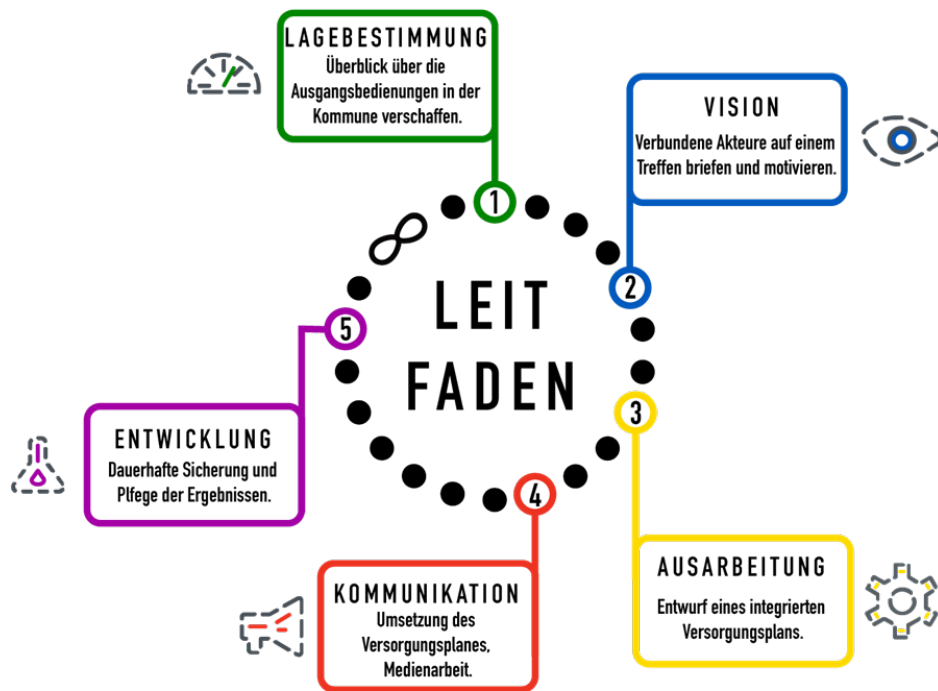 LAGEBESTIMMUNG
Überblick über die
Ausgangsbedienungen in der
Kommune verschaffen.
VISION
Verbundene Akteure auf einem
Treffen briefen und motivieren.
1
2
LEIT
FADEN
5
3
4
ENTWICKLUNG
Dauerhafte Sicherung und
Plfege der Ergebnissen.
KOMMUNIKATION
Umsetzung des
Versorgungsplanes,
Medienarbeit.
AUSARBEITUNG
Entwurf eines integrierten
Versorgungsplans.